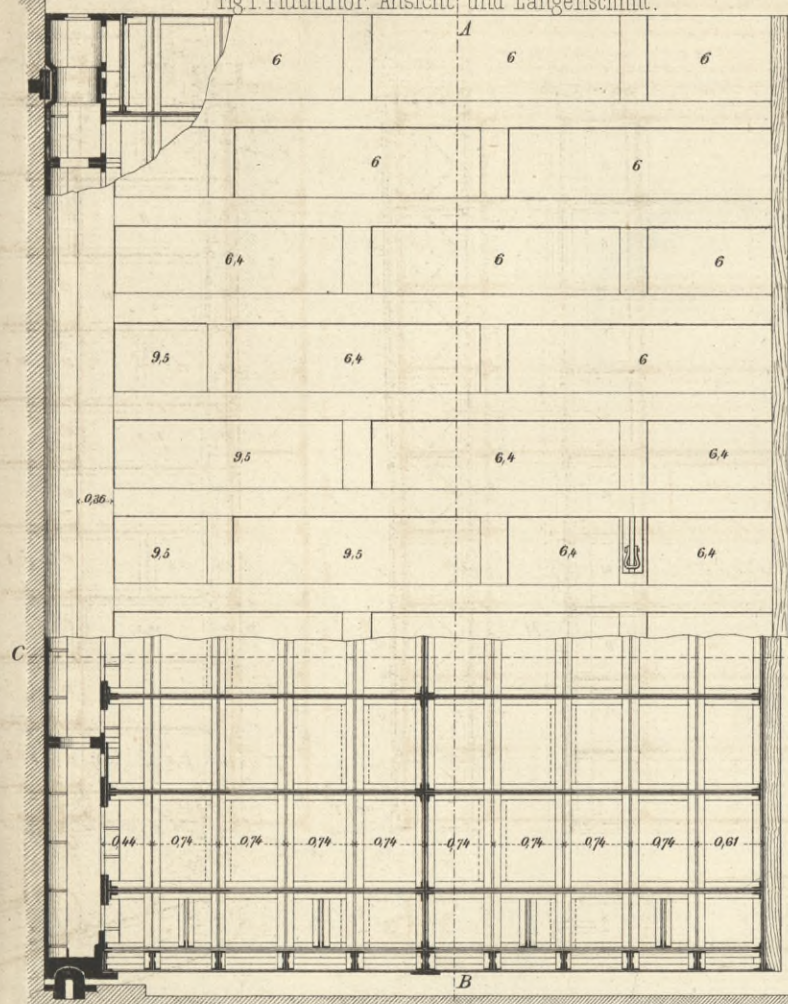 Fig. 1. Fluththor. Ansicht und Längenschnitt.
A
6 6 6
6 6
6,4 6 6
9,5 6,4 6
9,5 6,4 6,4
0,36
9,5 9,5 6,4 6,4
C
0,44 0,74 0,74 0,74 0,74 0,74 0,74 0,74 0,74 0,61
B